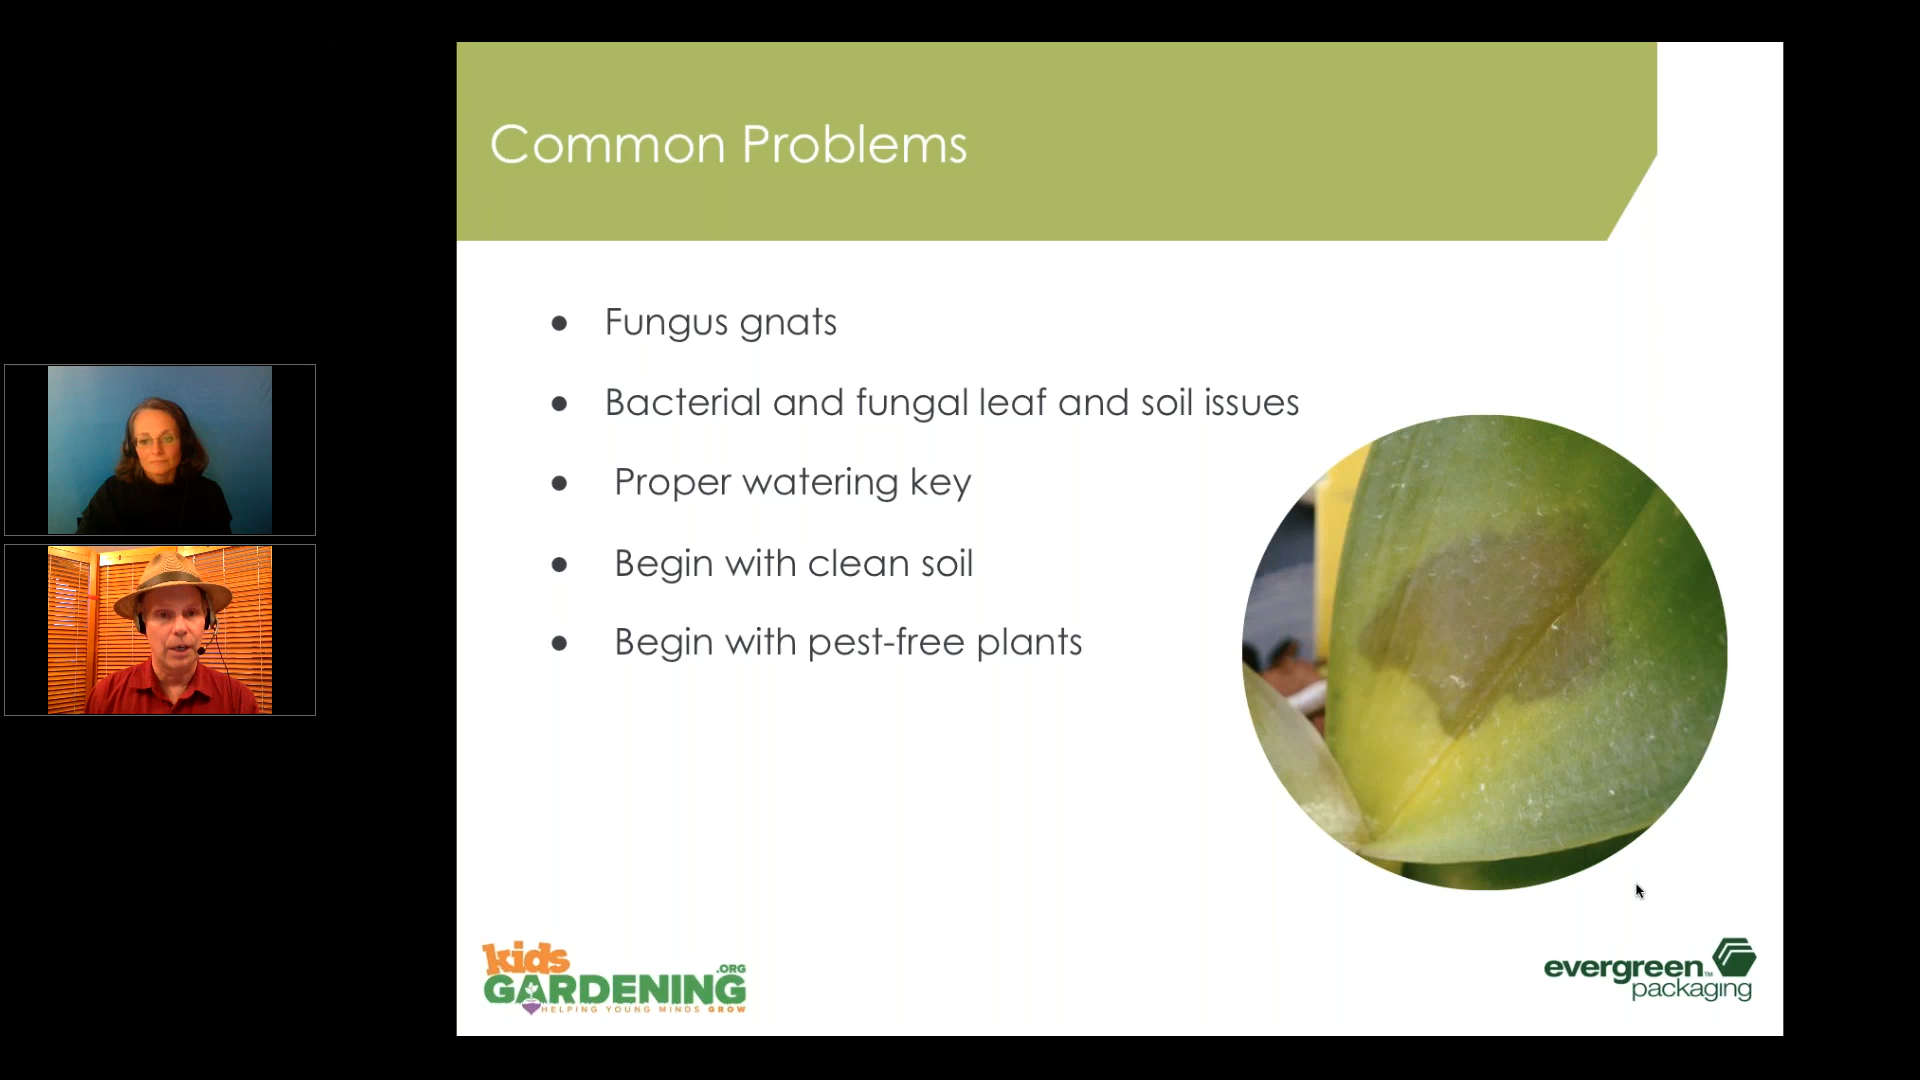 Common Problems
● Fungus gnats
● Bacterial and fungal leaf and soil issues
● Proper watering key
● Begin with clean soil
● Begin with pest-free plants
kids
GARDENING.ORG
HELPING YOUNG MINDS GROW
evergreen™
packaging